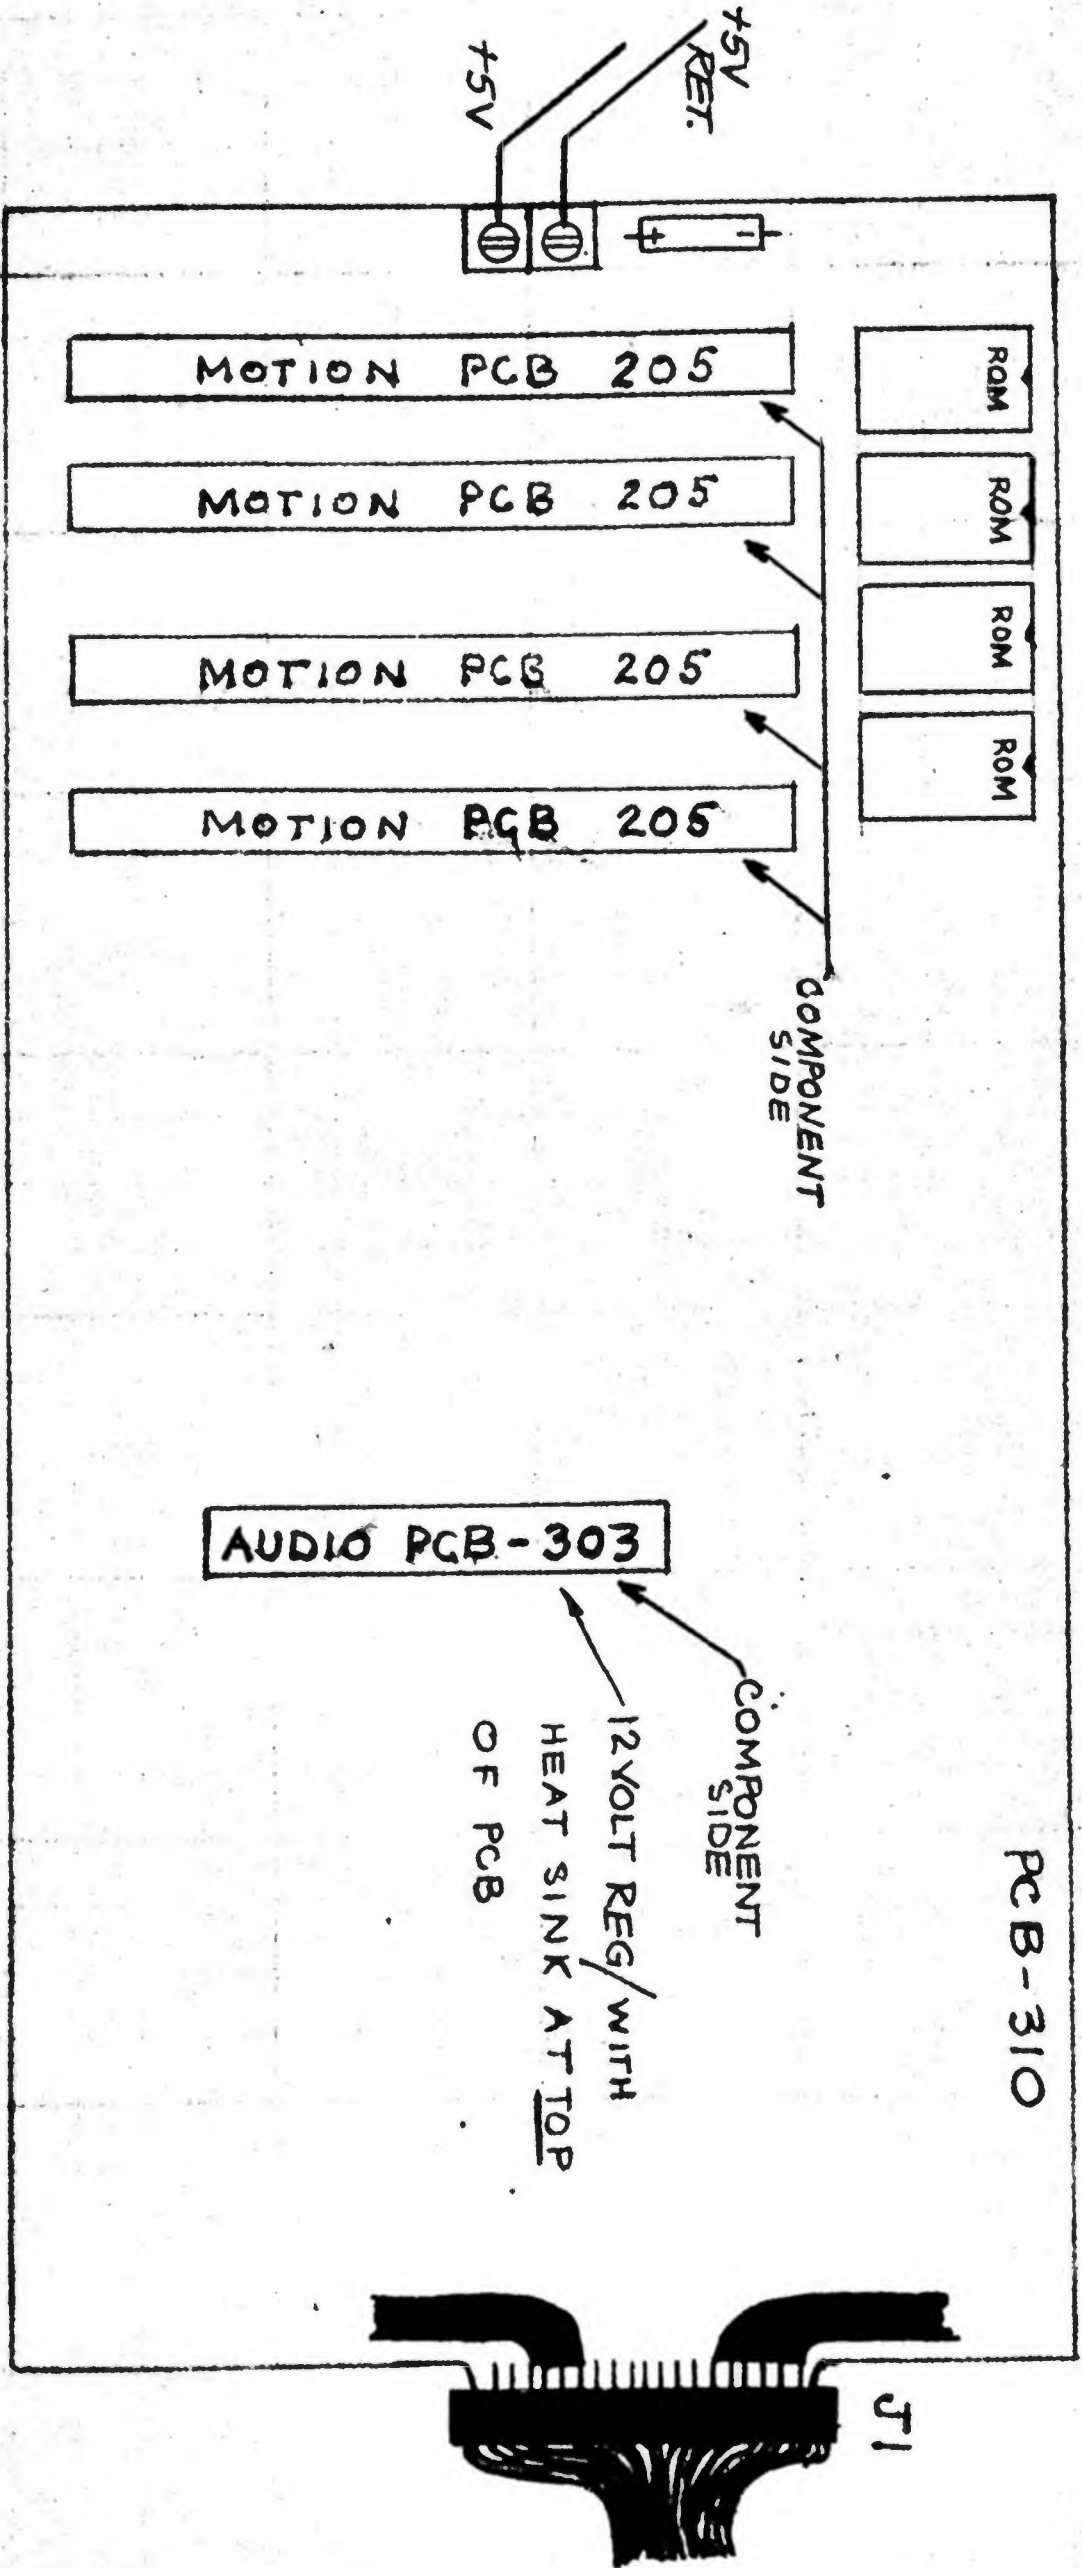 +5V
RET.
+5V
MOTION PCB 205
MOTION PCB 205
MOTION PCB 205
MOTION PCB 205
ROM
ROM
ROM
ROM
COMPONENT
SIDE
AUDIO PCB-303
COMPONENT
SIDE
12 VOLT REG/WITH
HEAT SINK AT TOP
OF PCB
PCB-310
J1
+
-